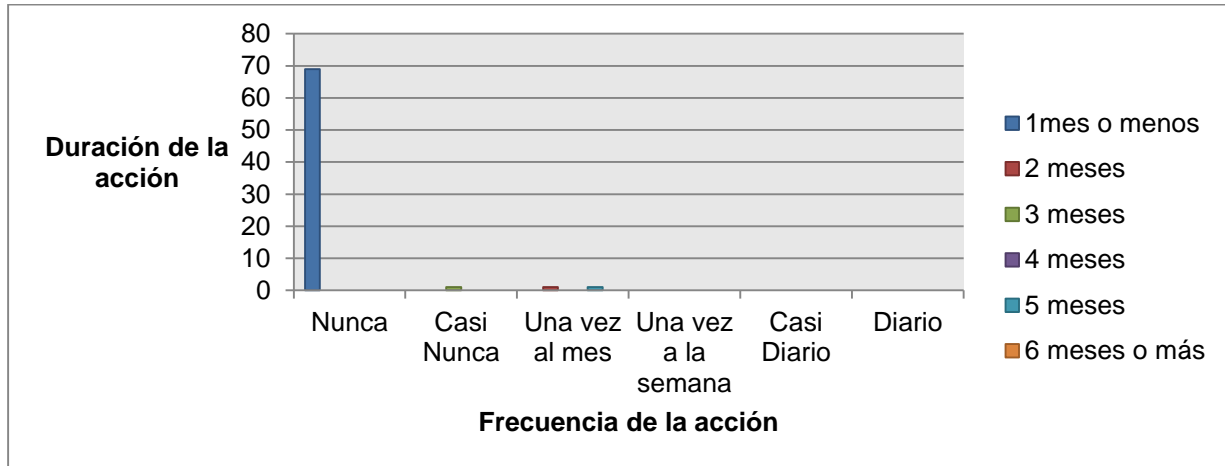 80
70
60
50
40
30
20
10
0
Duración de la
acción
Nunca
Casi
Nunca
Una vez
al mes
Una vez
a la
semana
Casi
Diario
Diario
Frecuencia de la acción
1mes o menos
2 meses
3 meses
4 meses
5 meses
6 meses o más